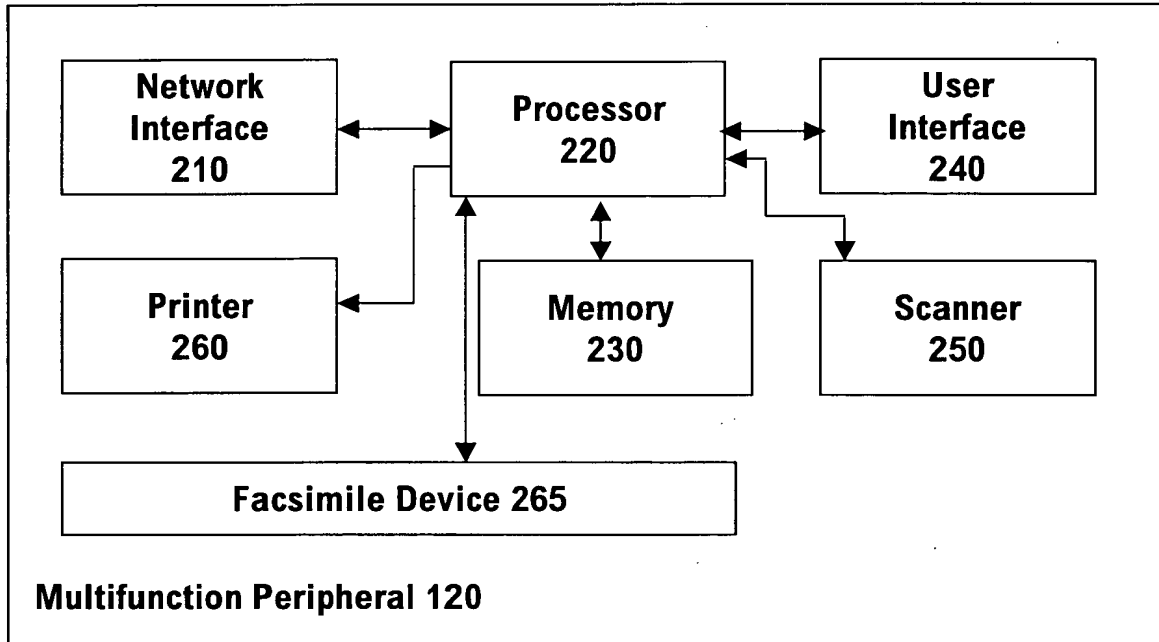 Network
Interface
210
Processor
220
User
Interface
240
Printer
260
Memory
230
Scanner
250
Facsimile Device 265
Multifunction Peripheral 120